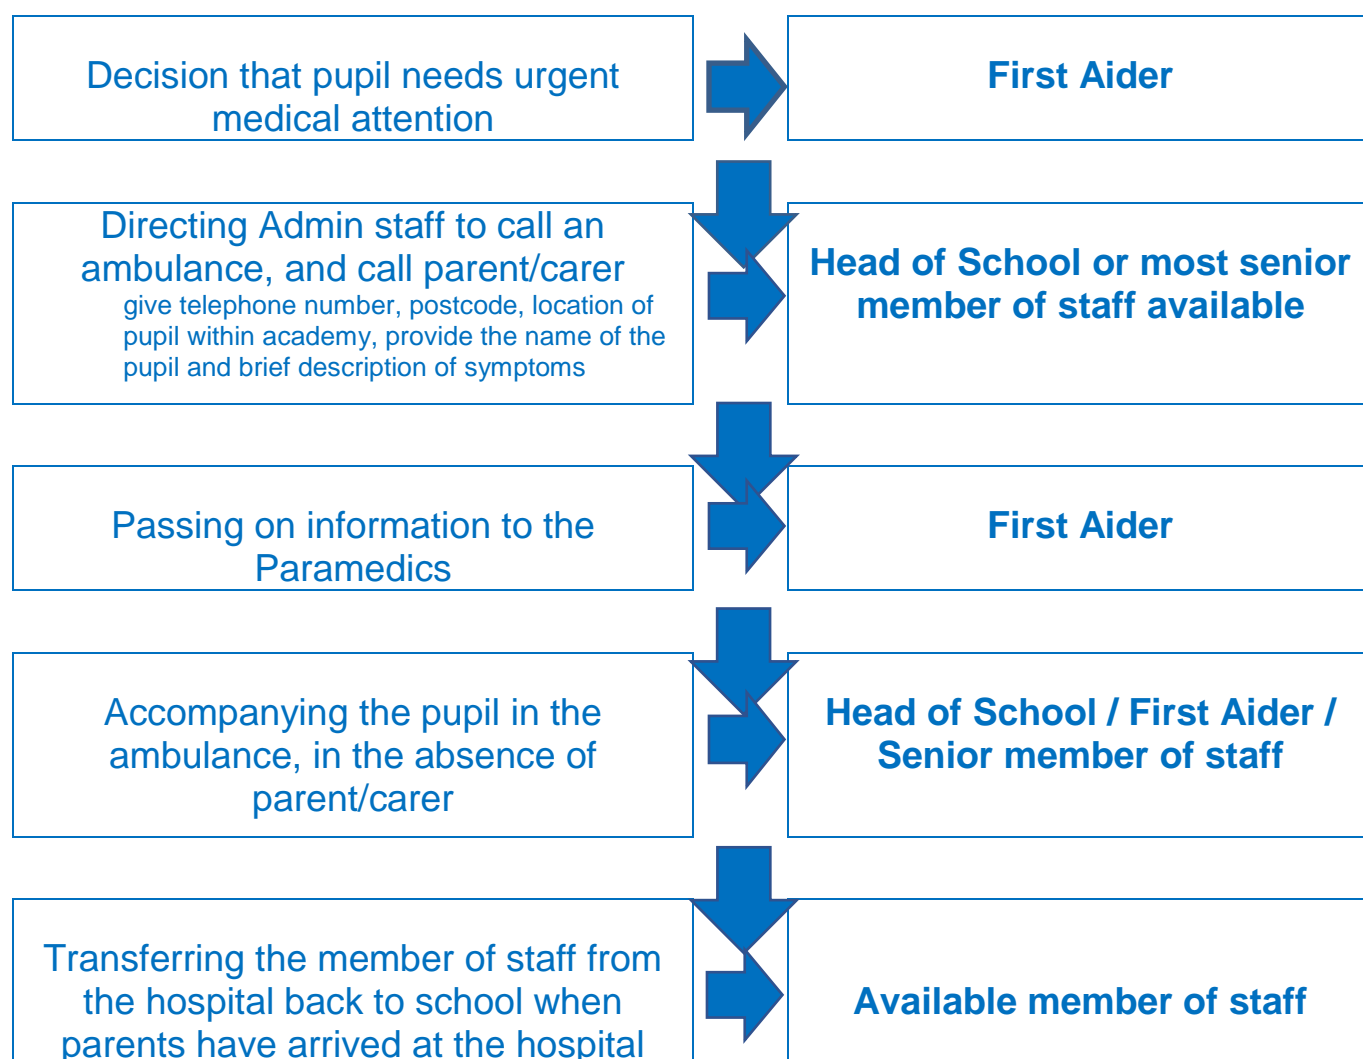 Decision that pupil needs urgent
medical attention
First Aider
Directing Admin staff to call an
ambulance, and call parent/carer
give telephone number, postcode, location of
pupil within academy, provide the name of the
pupil and brief description of symptoms
Head of School or most senior
member of staff available
Passing on information to the
Paramedics
First Aider
Accompanying the pupil in the
ambulance, in the absence of
parent/carer
Head of School / First Aider /
Senior member of staff
Transferring the member of staff from
the hospital back to school when
parents have arrived at the hospital
Available member of staff